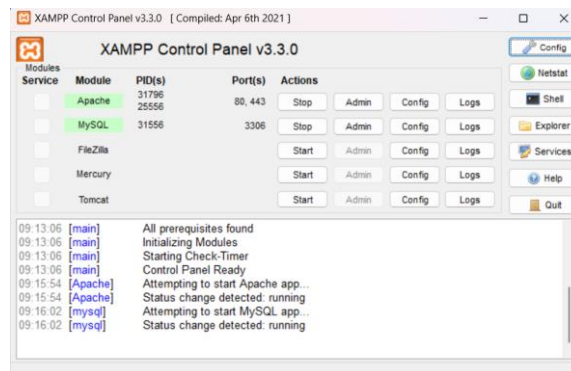 XAMPP Control Panel v3.3.0 [ Compiled: Apr 6th 2021 ]
XAMPP Control Panel v3.3.0
Config
Modules
Service Module PID(s) Port(s) Actions
Netstat
Apache 31796 25556 80, 443 Stop Admin Config Logs
Shell
MySQL 31556 3306 Stop Admin Config Logs
Explorer
FileZilla Start Admin Config Logs
Services
Mercury Start Admin Config Logs
Help
Tomcat Start Admin Config Logs
Quit
09:13:06 [main] All prerequisites found
09:13:06 [main] Initializing Modules
09:13:06 [main] Starting Check-Timer
09:13:06 [main] Control Panel Ready
09:15:54 [Apache] Attempting to start Apache app...
09:15:54 [Apache] Status change detected: running
09:16:02 [mysql] Attempting to start MySQL app...
09:16:02 [mysql] Status change detected: running